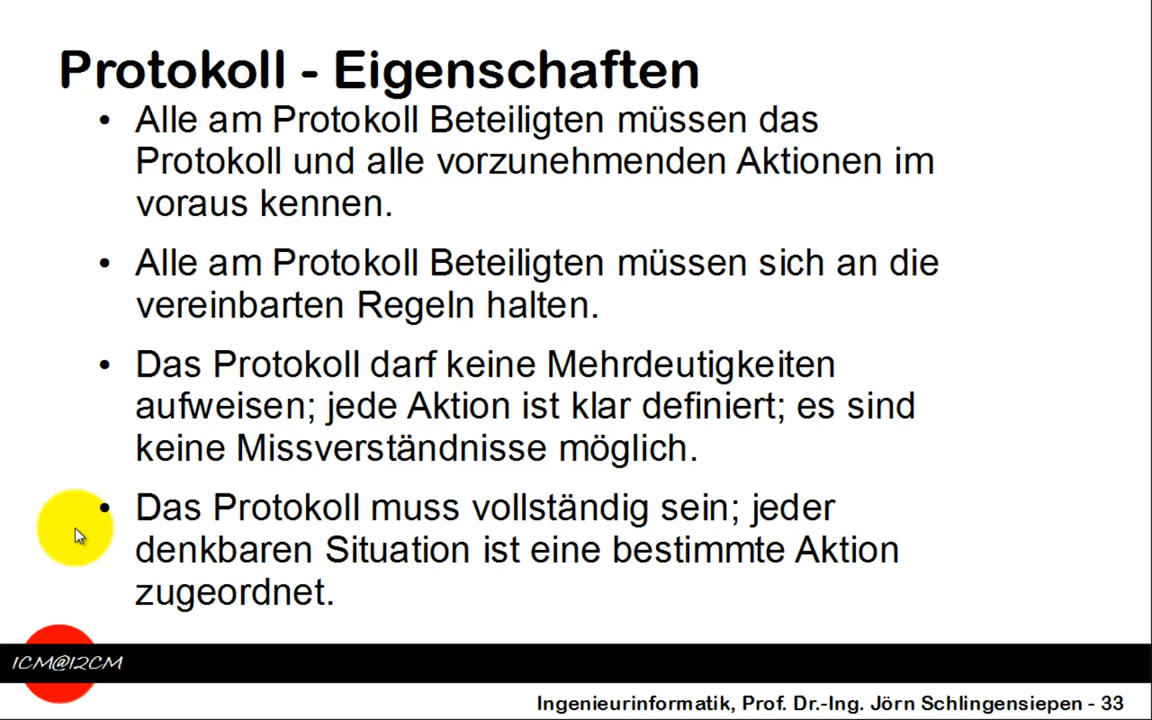 Protokoll - Eigenschaften
• Alle am Protokoll Beteiligten müssen das
Protokoll und alle vorzunehmenden Aktionen im
voraus kennen.
• Alle am Protokoll Beteiligten müssen sich an die
vereinbarten Regeln halten.
• Das Protokoll darf keine Mehrdeutigkeiten
aufweisen; jede Aktion ist klar definiert; es sind
keine Missverständnisse möglich.
• Das Protokoll muss vollständig sein; jeder
denkbaren Situation ist eine bestimmte Aktion
zugeordnet.
1CM@12CM
Ingenieurinformatik, Prof. Dr.-Ing. Jörn Schlingensiepen - 33